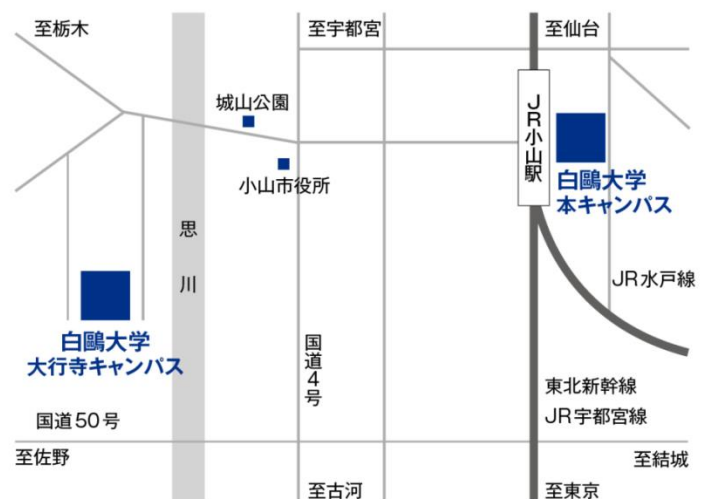 至栃木
至宇都宮
至仙台
城山公園
小山市役所
JR小山駅
白鷗大学
本キャンパス
思川
JR水戸線
白鷗大学
大行寺キャンパス
国道4号
東北新幹線
JR宇都宮線
国道50号
至佐野
至結城
至古河
至東京